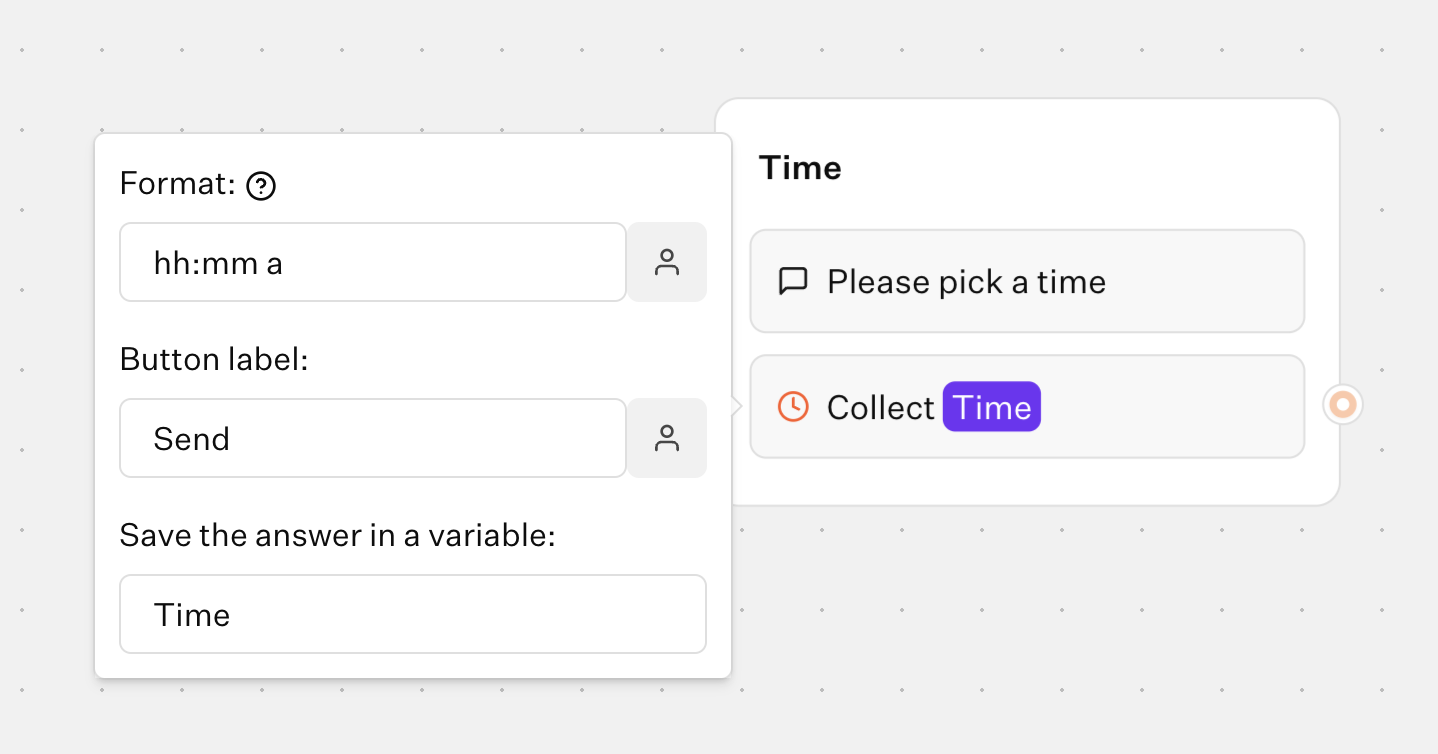 Format:
hh:mm a
Button label:
Send
Save the answer in a variable:
Time
Time
Please pick a time
Collect Time